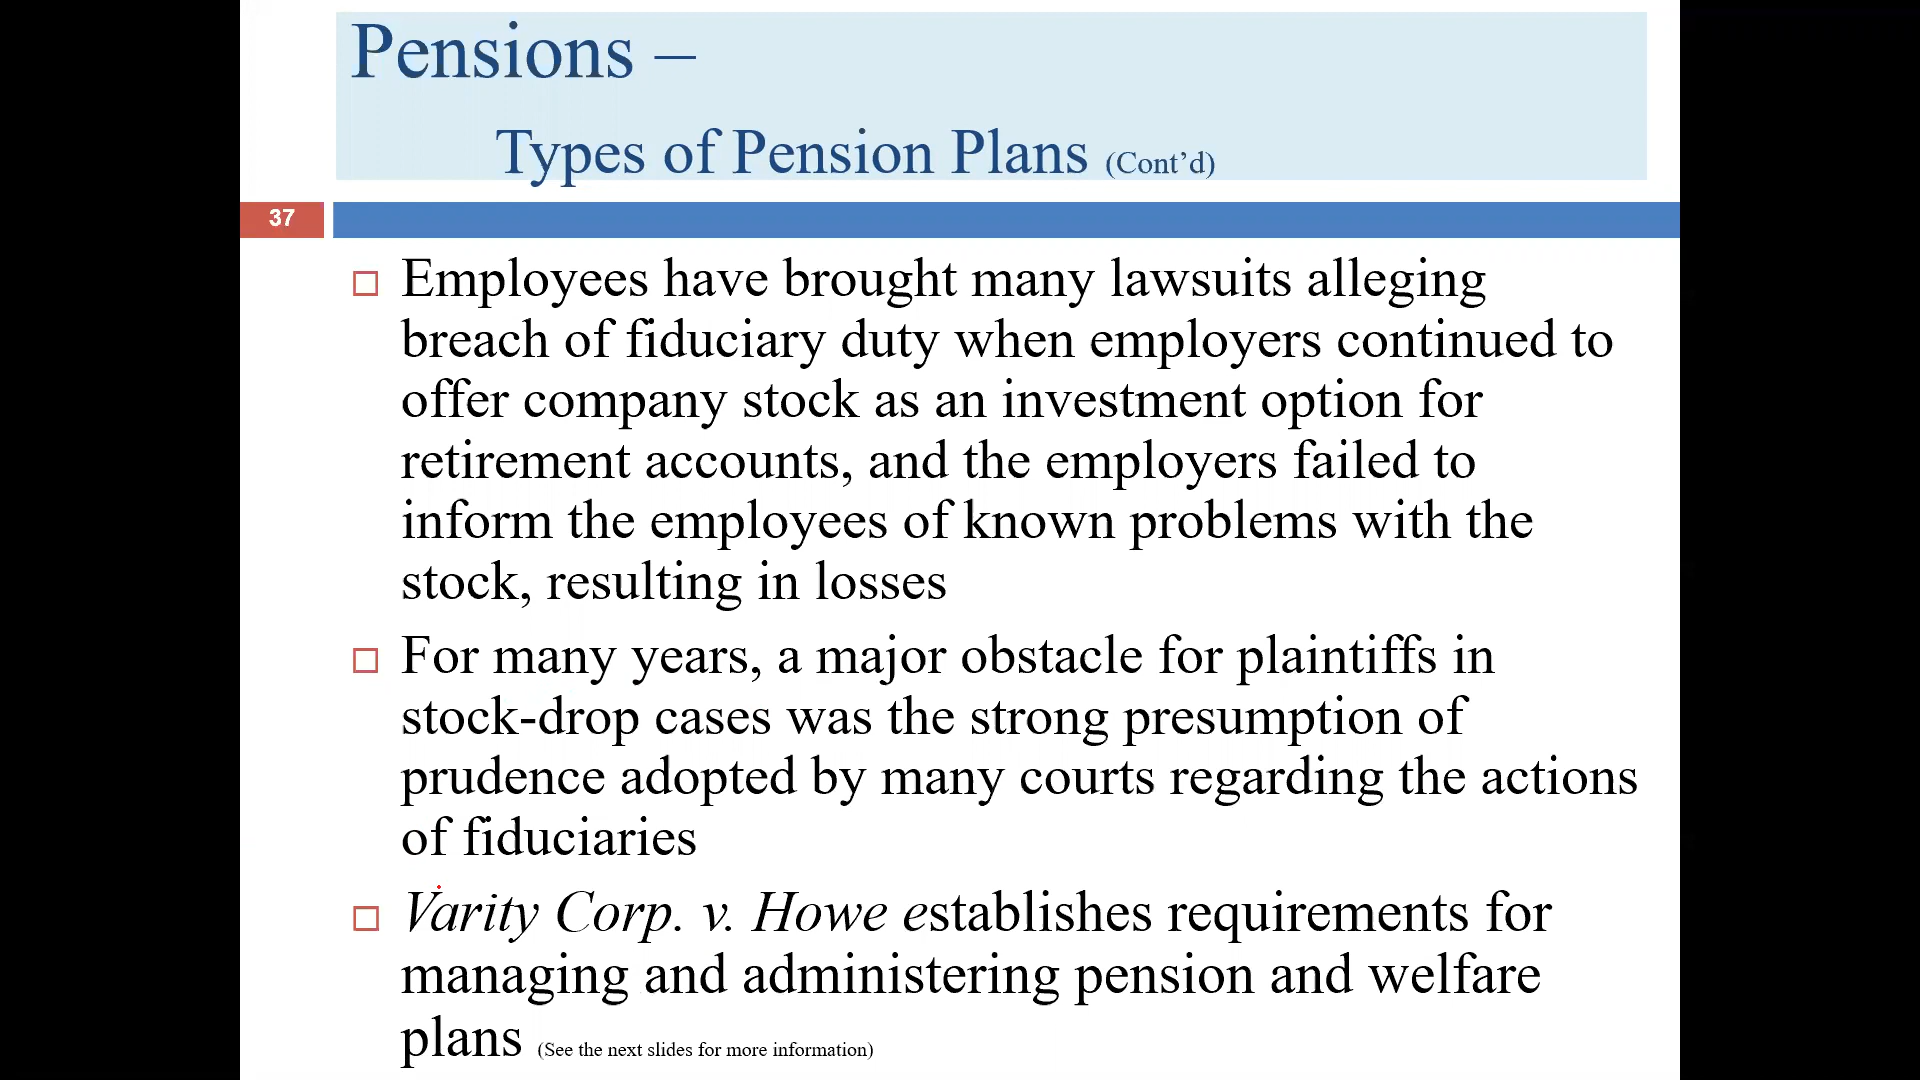 Pensions –
Types of Pension Plans (Cont’d)
37
Employees have brought many lawsuits alleging
breach of fiduciary duty when employers continued to
offer company stock as an investment option for
retirement accounts, and the employers failed to
inform the employees of known problems with the
stock, resulting in losses
For many years, a major obstacle for plaintiffs in
stock-drop cases was the strong presumption of
prudence adopted by many courts regarding the actions
of fiduciaries
Varity Corp. v. Howe establishes requirements for
managing and administering pension and welfare
plans (See the next slides for more information)